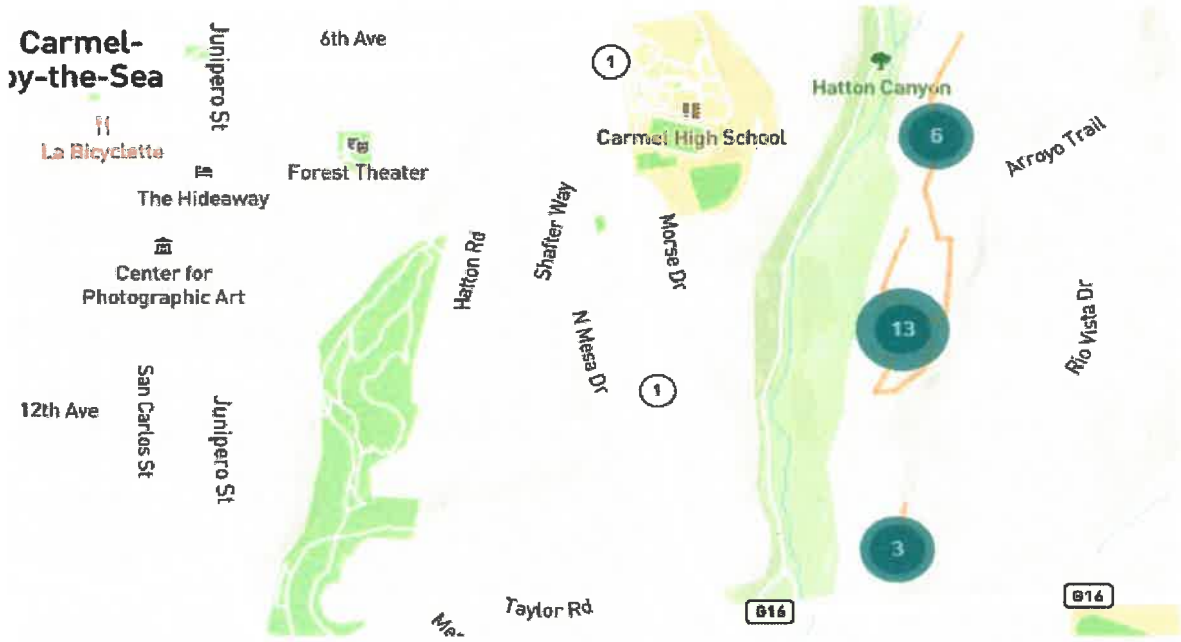 Carmel-
by-the-Sea
Junipero St
6th Ave
1
Hatton Canyon
La Bicyclette
Forest Theater
Carmel High School
6
Arroyo Trail
The Hideaway
Center for
Photographic Art
Hatton Rd
Shafter Way
Morse Dr
N Mesa Dr
13
Rio Vista Dr
12th Ave
San Carlos St
Junipero St
1
3
Taylor Rd
G16
G16